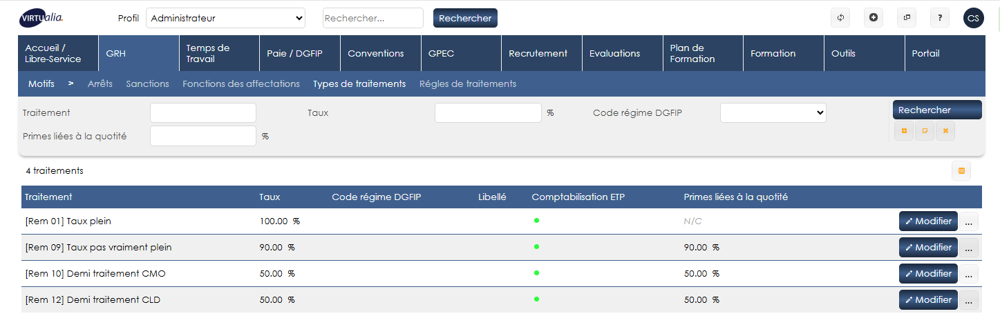 VIRTUalia.
Profil Administrateur Rechercher... Rechercher ? CS
Accueil / Libre-Service GRH Temps de Travail Paie / DGFIP Conventions GPEC Recrutement Evaluations Plan de Formation Formation Outils Portail
Motifs > Arrêts Sanctions Fonctions des affectations Types de traitements Régles de traitements
Traitement Taux % Code régime DGFIP Rechercher
Primes liées à la quotité %
4 traitements
Traitement Taux Code régime DGFIP Libellé Comptabilisation ETP Primes liées à la quotité
[Rem 01] Taux plein 100.00 % N/C Modifier ...
[Rem 09] Taux pas vraiment plein 90.00 % 90.00 % Modifier ...
[Rem 10] Demi traitement CMO 50.00 % 50.00 % Modifier ...
[Rem 12] Demi traitement CLD 50.00 % 50.00 % Modifier ...